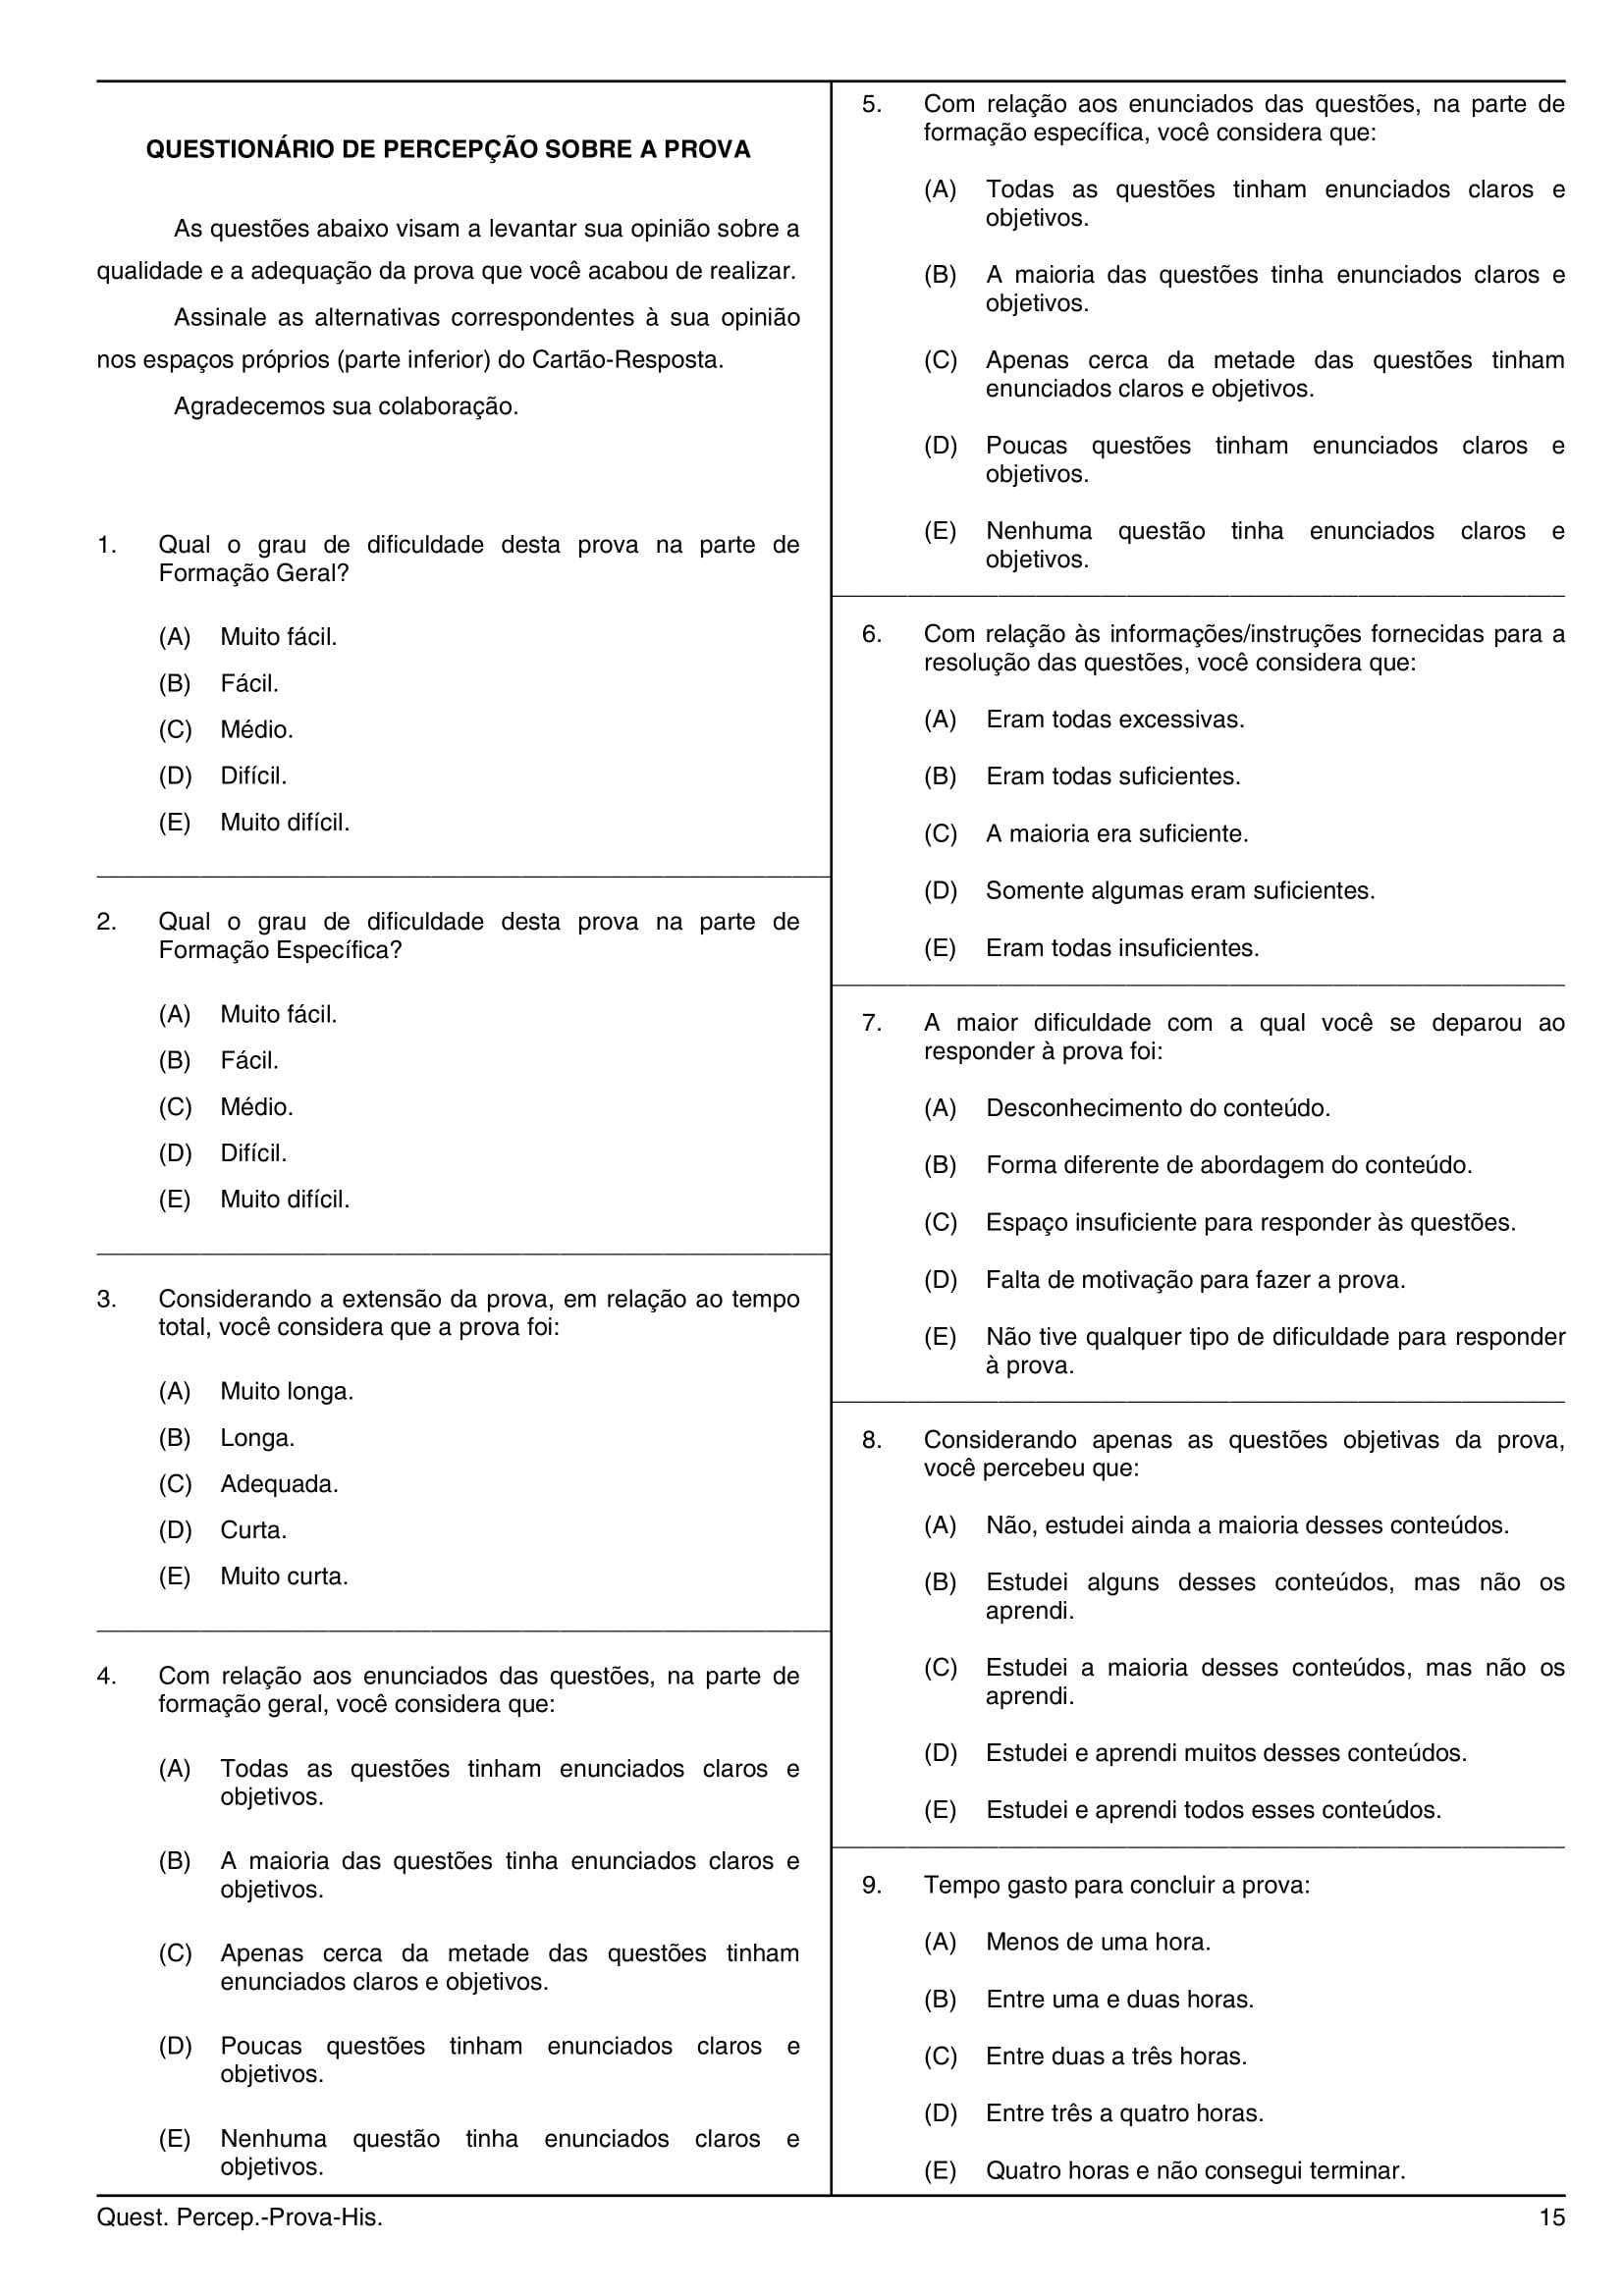 QUESTIONÁRIO DE PERCEPÇÃO SOBRE A PROVA
As questões abaixo visam a levantar sua opinião sobre a
qualidade e a adequação da prova que você acabou de realizar.
Assinale as alternativas correspondentes à sua opinião
nos espaços próprios (parte inferior) do Cartão-Resposta.
Agradecemos sua colaboração.
1. Qual o grau de dificuldade desta prova na parte de
Formação Geral?
(A) Muito fácil.
(B) Fácil.
(C) Médio.
(D) Difícil.
(E) Muito difícil.
2. Qual o grau de dificuldade desta prova na parte de
Formação Específica?
(A) Muito fácil.
(B) Fácil.
(C) Médio.
(D) Difícil.
(E) Muito difícil.
3. Considerando a extensão da prova, em relação ao tempo
total, você considera que a prova foi:
(A) Muito longa.
(B) Longa.
(C) Adequada.
(D) Curta.
(E) Muito curta.
4. Com relação aos enunciados das questões, na parte de
formação geral, você considera que:
(A) Todas as questões tinham enunciados claros e
objetivos.
(B) A maioria das questões tinha enunciados claros e
objetivos.
(C) Apenas cerca da metade das questões tinham
enunciados claros e objetivos.
(D) Poucas questões tinham enunciados claros e
objetivos.
(E) Nenhuma questão tinha enunciados claros e
objetivos.
5. Com relação aos enunciados das questões, na parte de
formação específica, você considera que:
(A) Todas as questões tinham enunciados claros e
objetivos.
(B) A maioria das questões tinha enunciados claros e
objetivos.
(C) Apenas cerca da metade das questões tinham
enunciados claros e objetivos.
(D) Poucas questões tinham enunciados claros e
objetivos.
(E) Nenhuma questão tinha enunciados claros e
objetivos.
6. Com relação às informações/instruções fornecidas para a
resolução das questões, você considera que:
(A) Eram todas excessivas.
(B) Eram todas suficientes.
(C) A maioria era suficiente.
(D) Somente algumas eram suficientes.
(E) Eram todas insuficientes.
7. A maior dificuldade com a qual você se deparou ao
responder à prova foi:
(A) Desconhecimento do conteúdo.
(B) Forma diferente de abordagem do conteúdo.
(C) Espaço insuficiente para responder às questões.
(D) Falta de motivação para fazer a prova.
(E) Não tive qualquer tipo de dificuldade para responder
à prova.
8. Considerando apenas as questões objetivas da prova,
você percebeu que:
(A) Não, estudei ainda a maioria desses conteúdos.
(B) Estudei alguns desses conteúdos, mas não os
aprendi.
(C) Estudei a maioria desses conteúdos, mas não os
aprendi.
(D) Estudei e aprendi muitos desses conteúdos.
(E) Estudei e aprendi todos esses conteúdos.
9. Tempo gasto para concluir a prova:
(A) Menos de uma hora.
(B) Entre uma e duas horas.
(C) Entre duas a três horas.
(D) Entre três a quatro horas.
(E) Quatro horas e não consegui terminar.
Quest. Percep.-Prova-His. 15